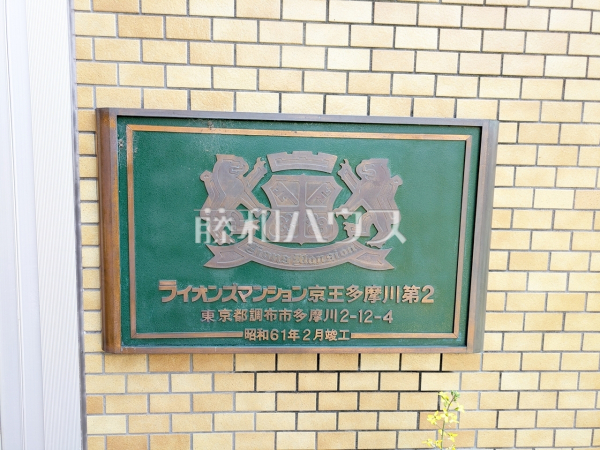 藤和ハウス
Lions Mansion
ライオンズマンション京王多摩川第2
東京都調布市多摩川2-12-4
昭和61年2月竣工